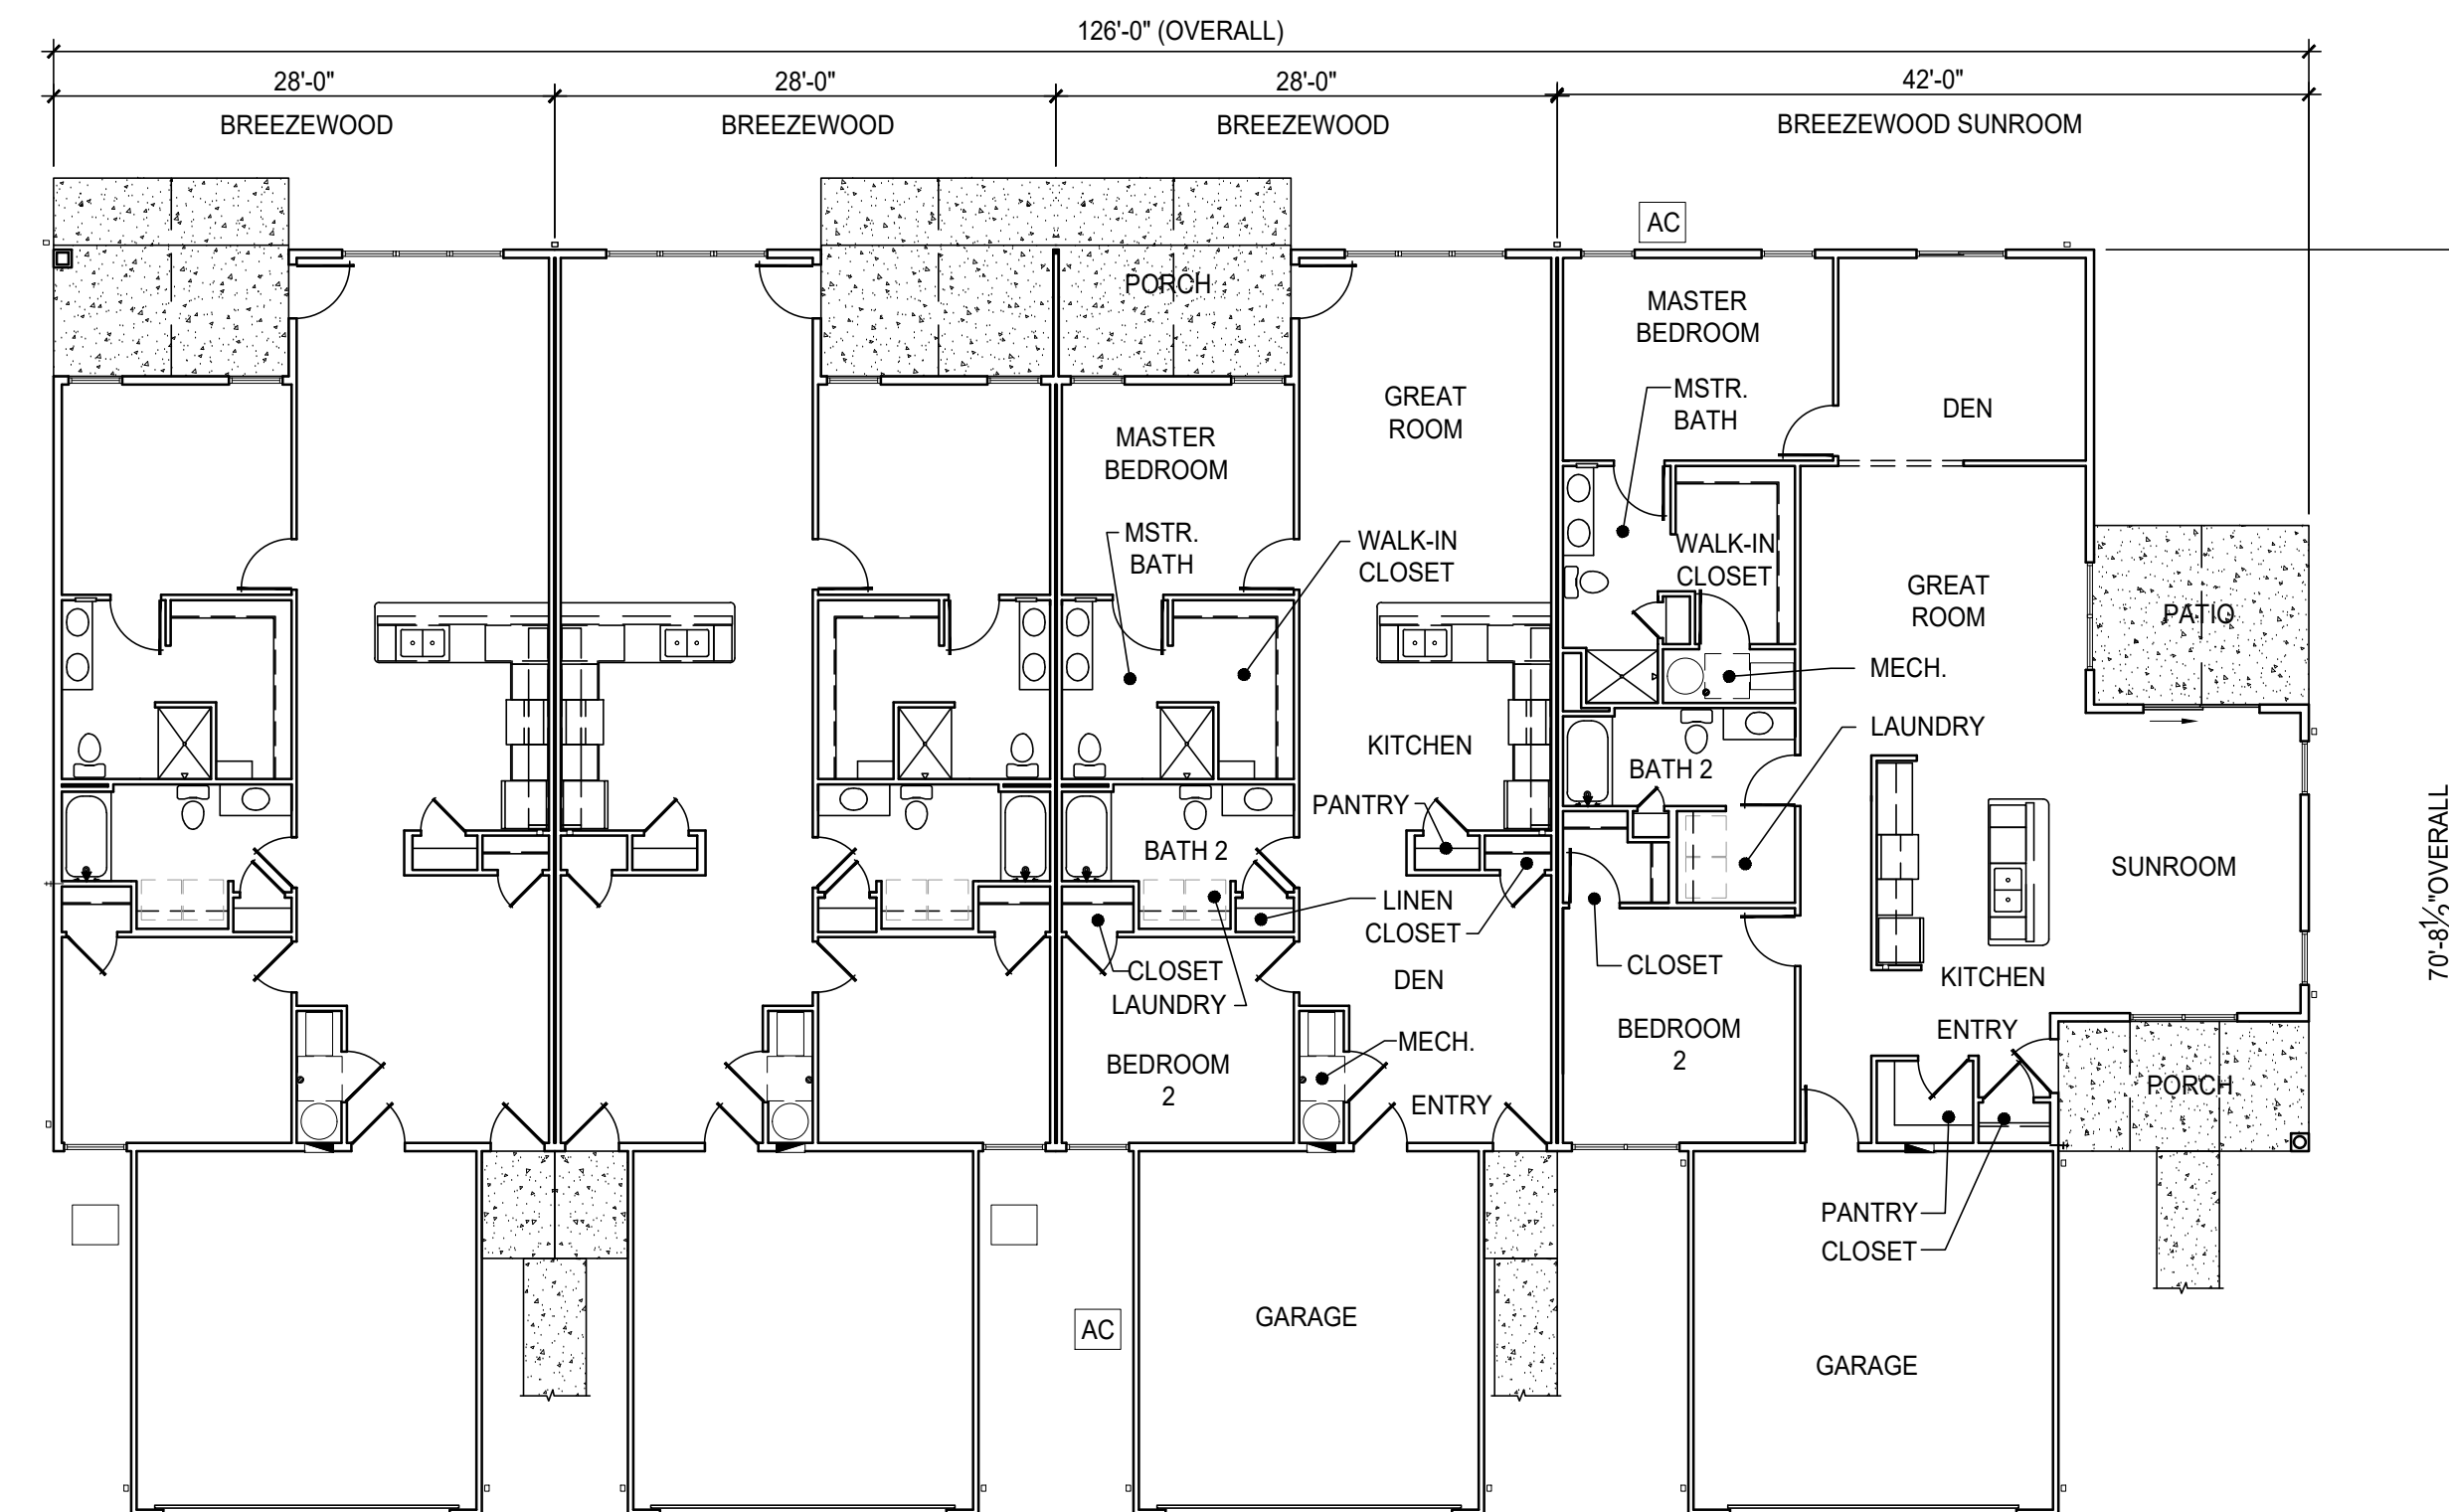 126'-0" (OVERALL)
28'-0"
28'-0"
28'-0"
42'-0"
BREEZEWOOD
BREEZEWOOD
BREEZEWOOD
BREEZEWOOD SUNROOM
AC
PORCH
MASTER
BEDROOM
MSTR.
BATH
DEN
GREAT
ROOM
MASTER
BEDROOM
MSTR.
BATH
WALK-IN
CLOSET
WALK-IN
CLOSET
GREAT
ROOM
PATIO
MECH.
LAUNDRY
KITCHEN
BATH 2
PANTRY
BATH 2
SUNROOM
LINEN
CLOSET
CLOSET
LAUNDRY
DEN
CLOSET
KITCHEN
70'-8½"OVERALL
MECH.
BEDROOM
2
ENTRY
BEDROOM
2
ENTRY
PORCH
PANTRY
CLOSET
AC
GARAGE
GARAGE